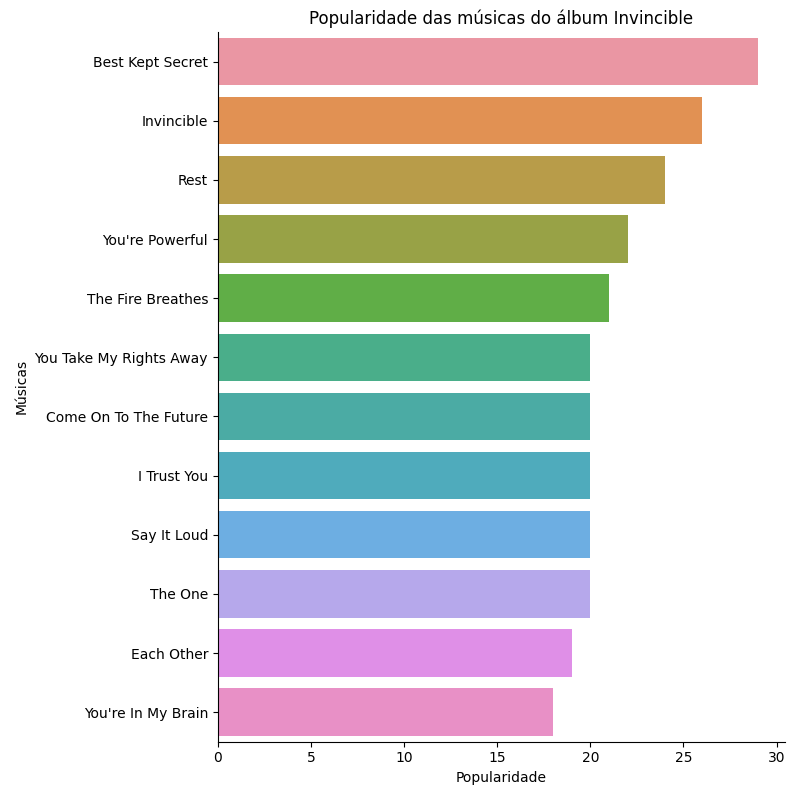 Popularidade das músicas do álbum Invincible
Best Kept Secret
Invincible
Rest
You're Powerful
The Fire Breathes
You Take My Rights Away
Come On To The Future
I Trust You
Say It Loud
The One
Each Other
You're In My Brain
Músicas
0 5 10 15 20 25 30
Popularidade